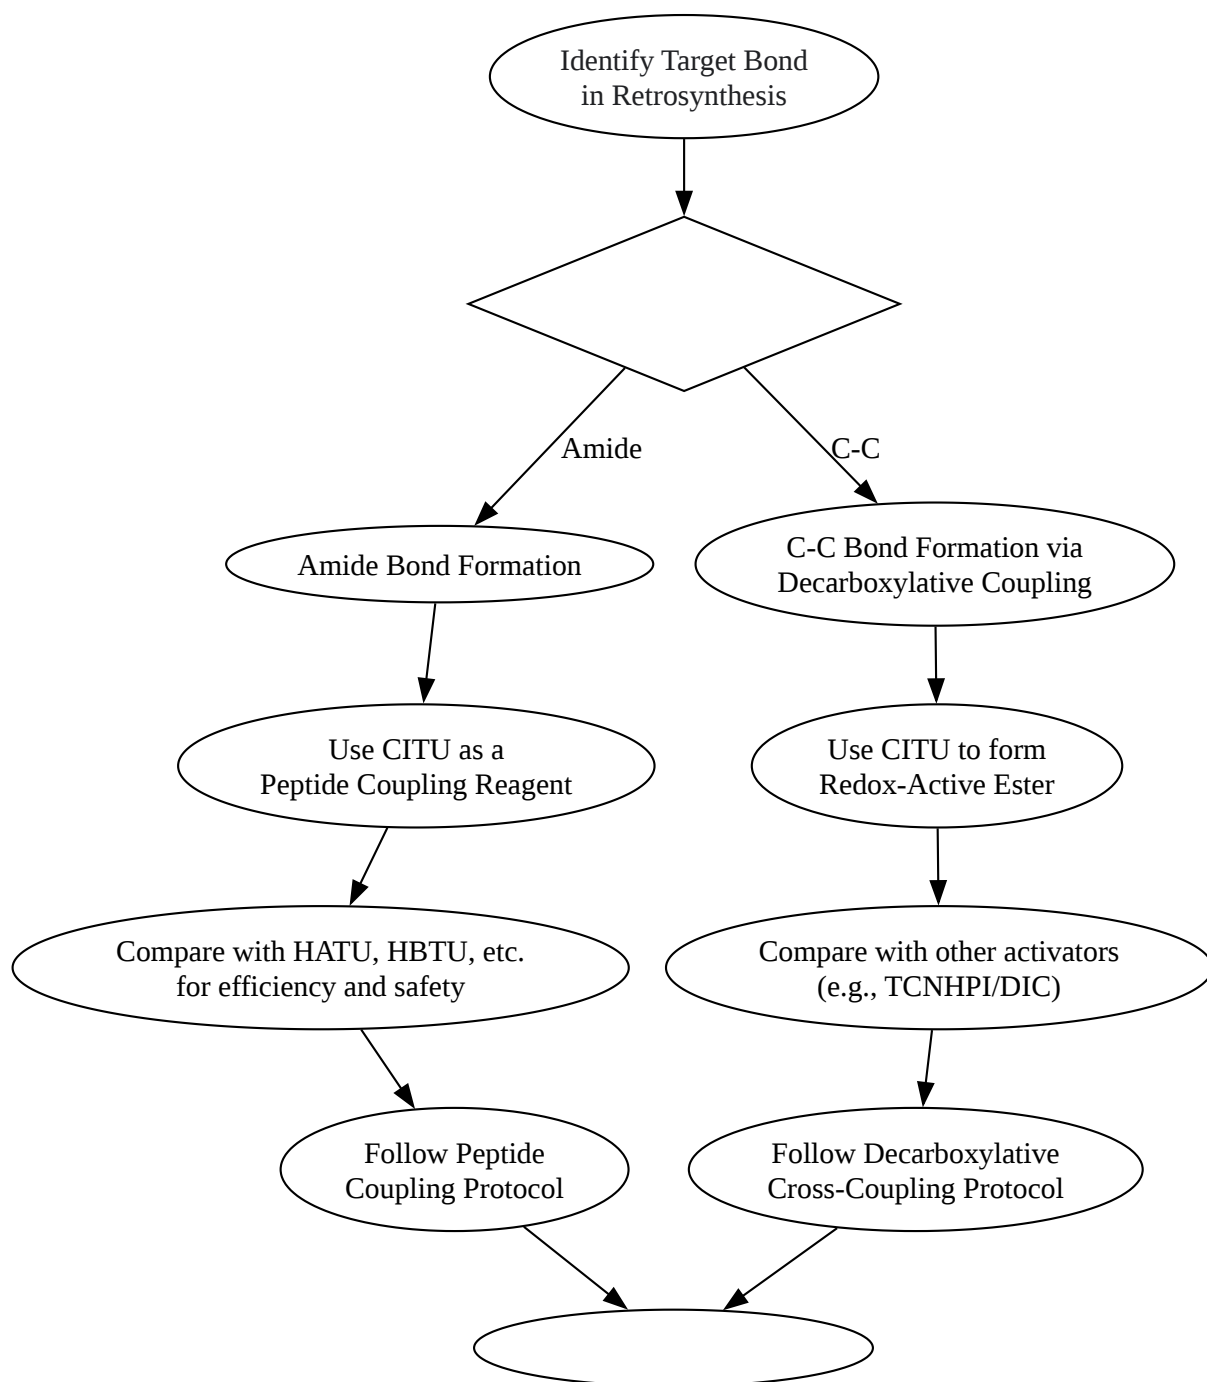 Identify Target Bond
in Retrosynthesis
Amide
C-C
Amide Bond Formation
C-C Bond Formation via
Decarboxylative Coupling
Use CITU as a
Peptide Coupling Reagent
Use CITU to form
Redox-Active Ester
Compare with HATU, HBTU, etc.
for efficiency and safety
Compare with other activators
(e.g., TCNHPI/DIC)
Follow Peptide
Coupling Protocol
Follow Decarboxylative
Cross-Coupling Protocol